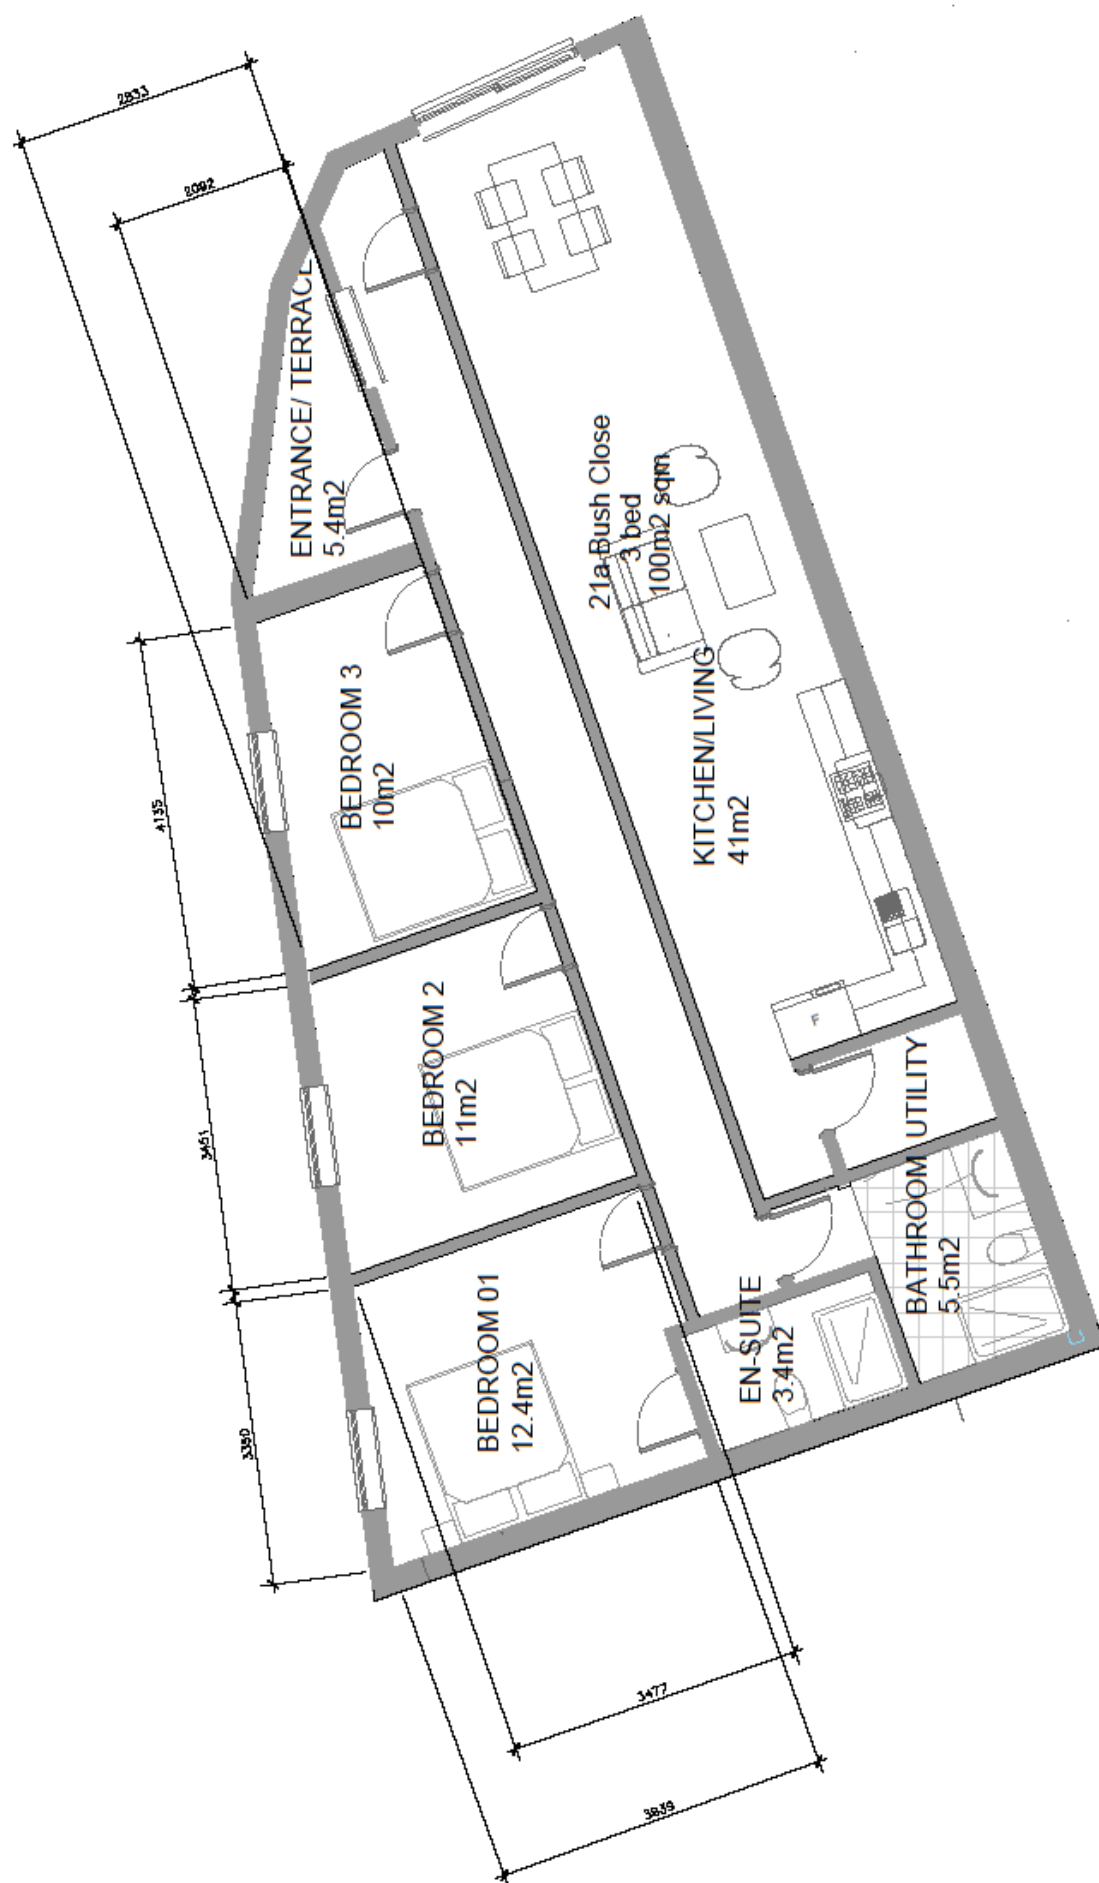 2833
2092
ENTRANCE/ TERRACE
5.4m2
21a Bush Close
3 bed
100m2 sqm
BEDROOM 3
10m2
KITCHEN/LIVING
41m2
4135
BEDROOM 2
11m2
F
3451
UTILITY
BATHROOM
5.5m2
BEDROOM 01
12.4m2
EN-SUITE
3.4m2
3380
3477
3839